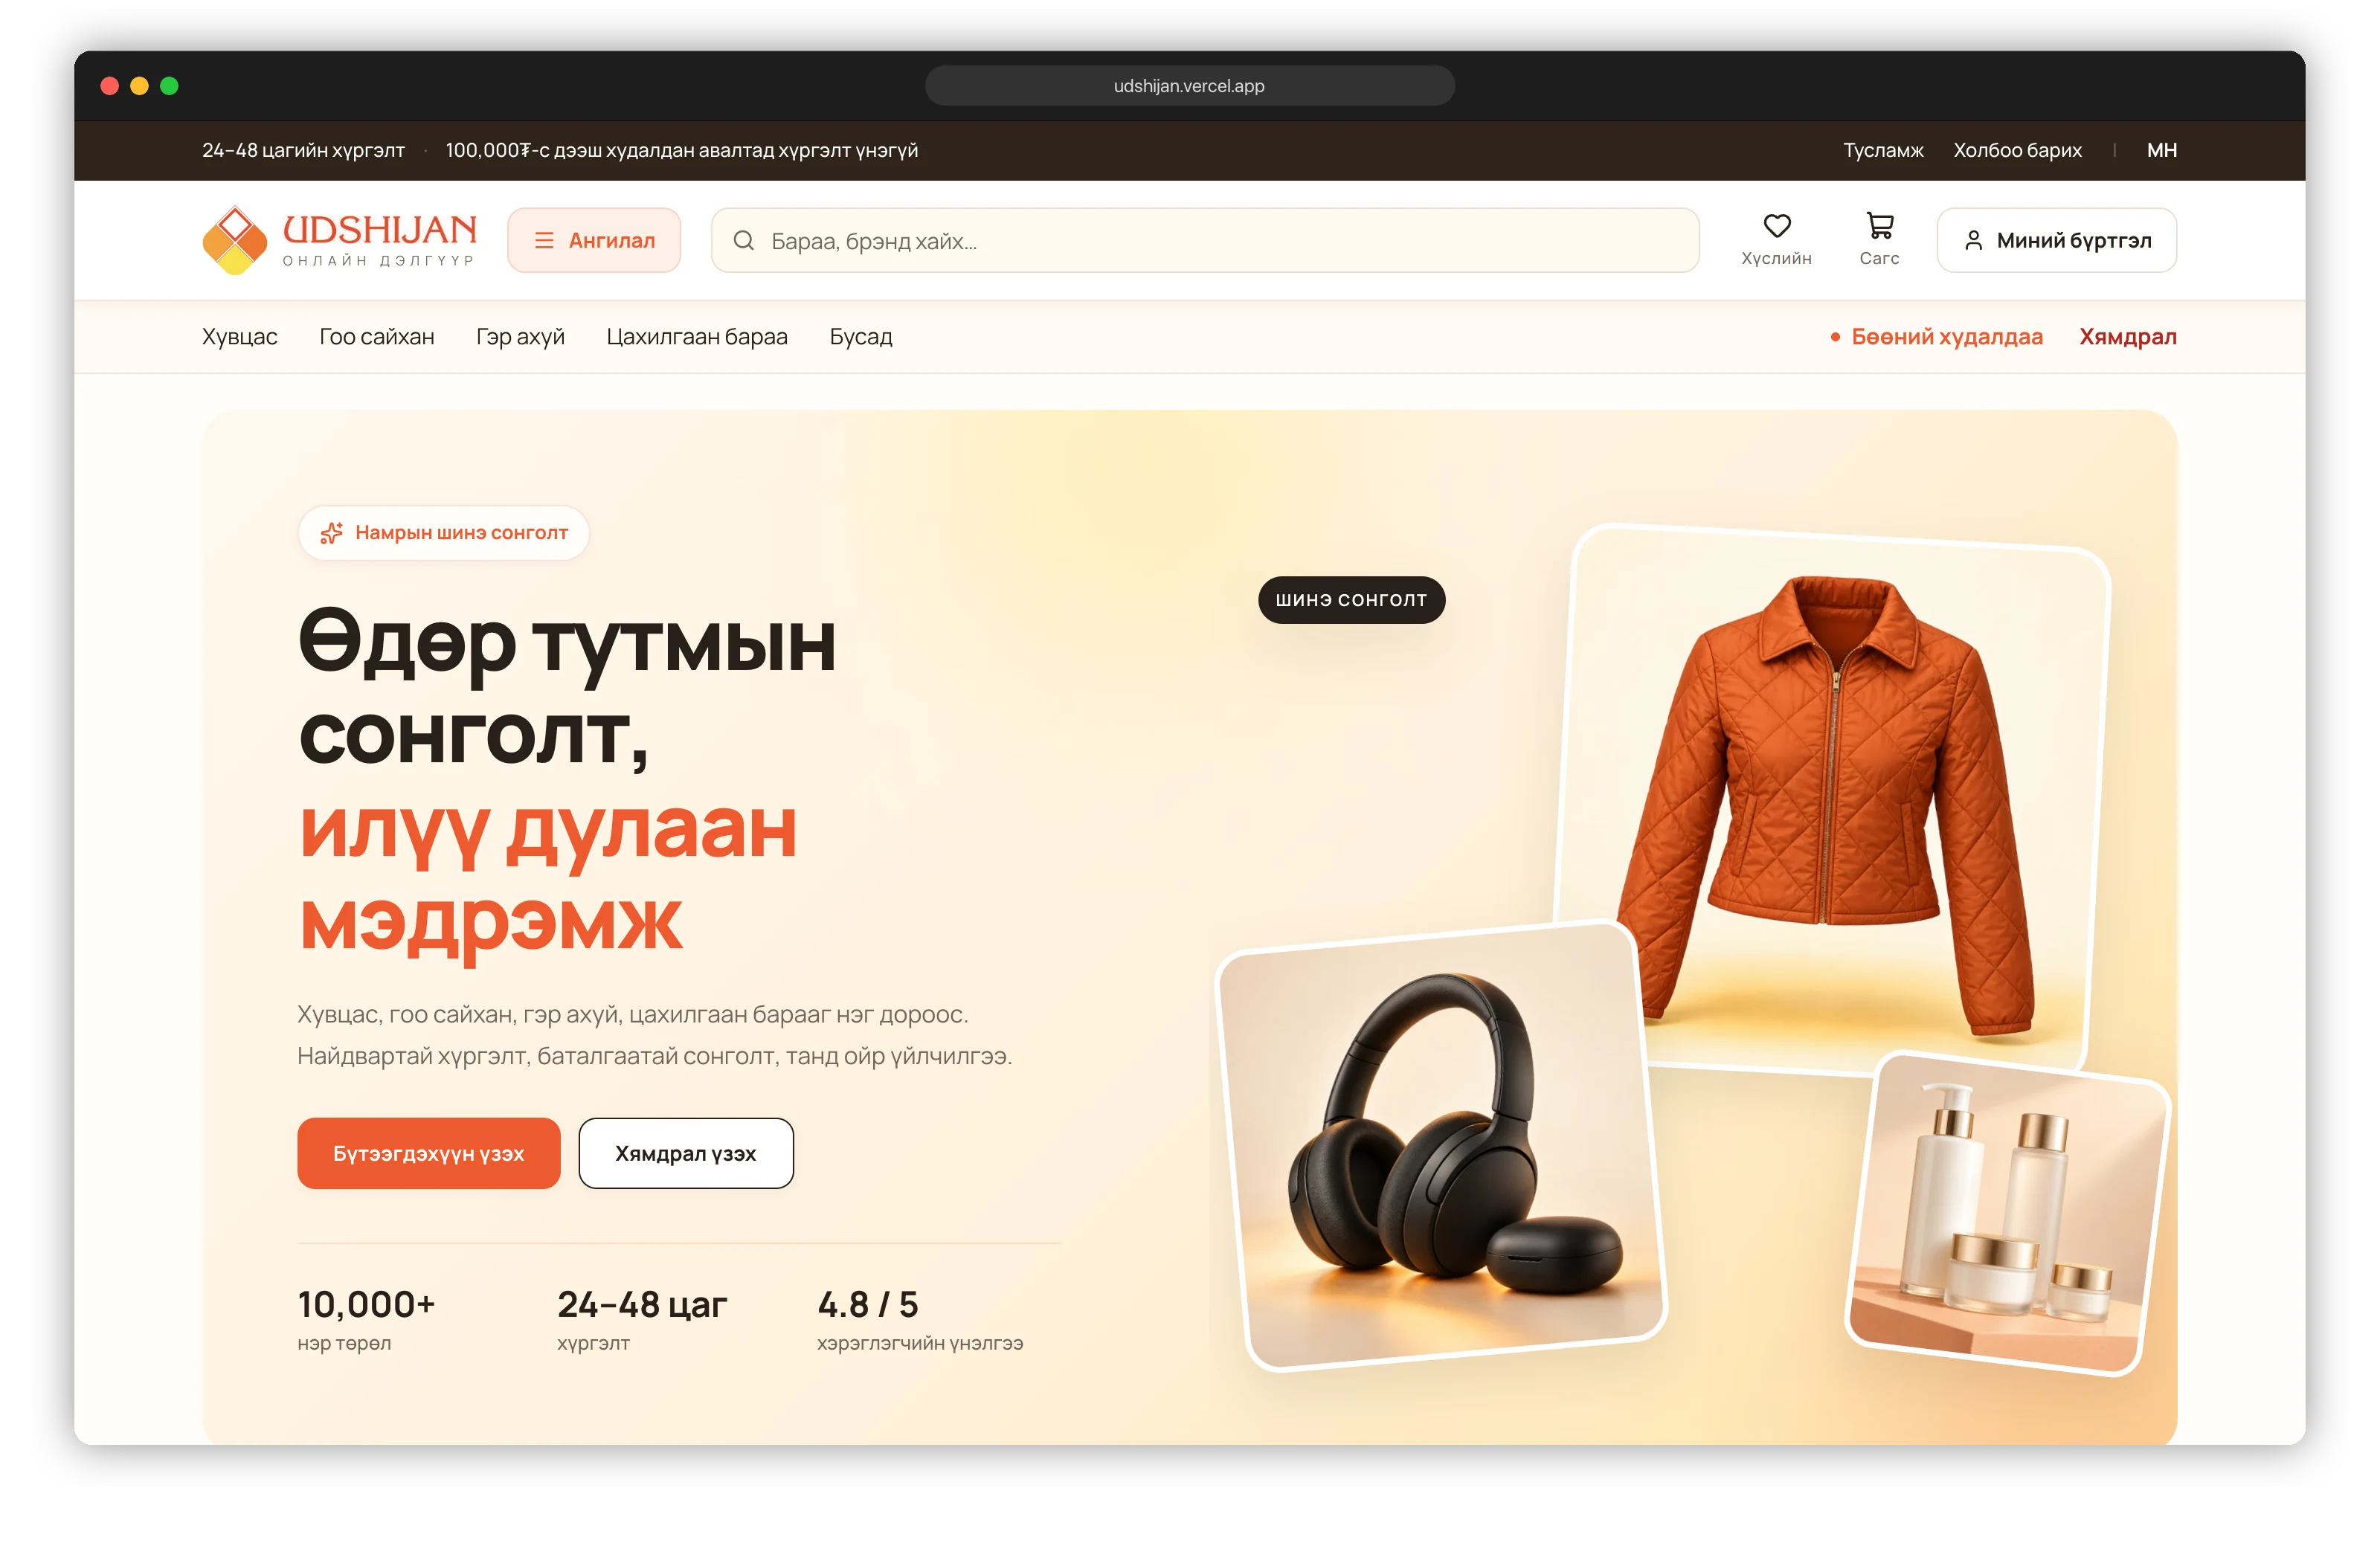 udshijan.vercel.app
24–48 цагийн хүргэлт · 100,000₮-с дээш худалдан авалтад хүргэлт үнэгүй
Тусламж Холбоо барих | МН
UDSHIJAN
ОНЛАЙН ДЭЛГҮҮР
Ангилал
Бараа, брэнд хайх...
Хүслийн
Сагс
Миний бүртгэл
Хувцас Гоо сайхан Гэр ахуй Цахилгаан бараа Бусад
Бөөний худалдаа Хямдрал
Намрын шинэ сонголт
Өдөр тутмын
сонголт,
илүү дулаан
мэдрэмж
Хувцас, гоо сайхан, гэр ахуй, цахилгаан барааг нэг дороос.
Найдвартай хүргэлт, баталгаатай сонголт, танд ойр үйлчилгээ.
Бүтээгдэхүүн үзэх
Хямдрал үзэх
10,000+
нэр төрөл
24–48 цаг
хүргэлт
4.8 / 5
хэрэглэгчийн үнэлгээ
ШИНЭ СОНГОЛТ